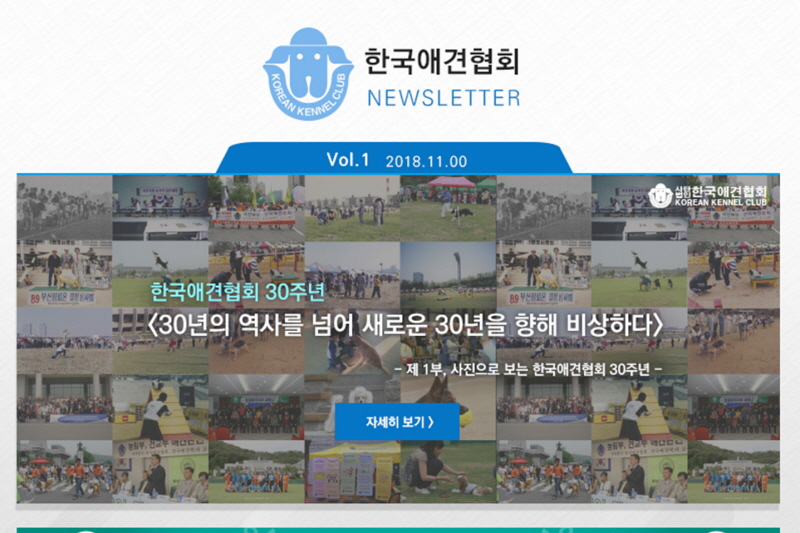 한국애견협회
KOREAN KENNEL CLUB
NEWSLETTER
Vol.1 2018.11.00
사단법인 한국애견협회
KOREAN KENNEL CLUB
한국애견협회 30주년
〈30년의 역사를 넘어 새로운 30년을 향해 비상하다〉
- 제 1부, 사진으로 보는 한국애견협회 30주년 -
자세히 보기 〉